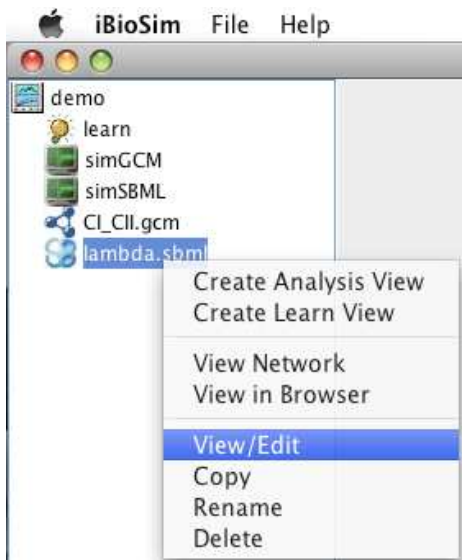 iBioSim File Help
demo
learn
simGCM
simSBML
CI_CII.gcm
lambda.sbml
Create Analysis View
Create Learn View
View Network
View in Browser
View/Edit
Copy
Rename
Delete